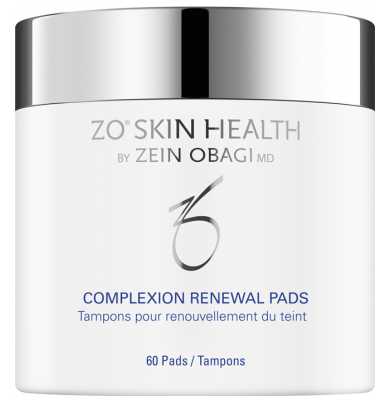 ZO® SKIN HEALTH
BY ZEIN OBAGI MD
COMPLEXION RENEWAL PADS
Tampons pour renouvellement du teint
60 Pads / Tampons